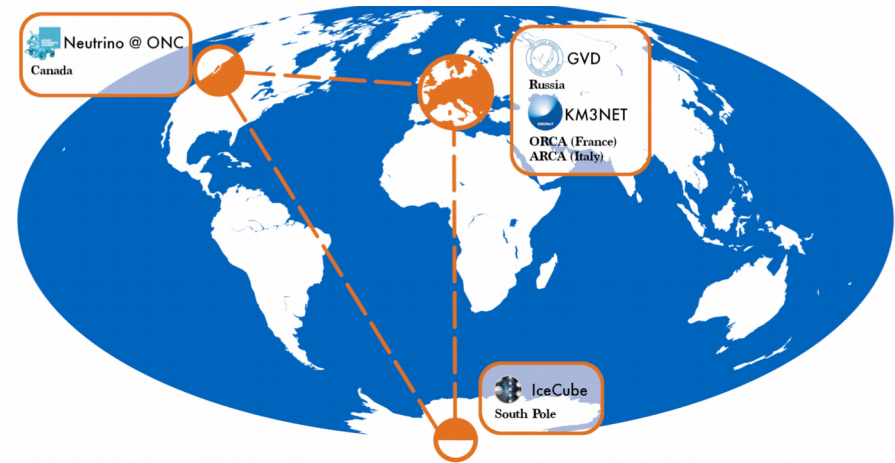 Neutrino @ ONC
Canada
GVD
Russia
KM3NET
ORCA (France)
ARCA (Italy)
IceCube
South Pole